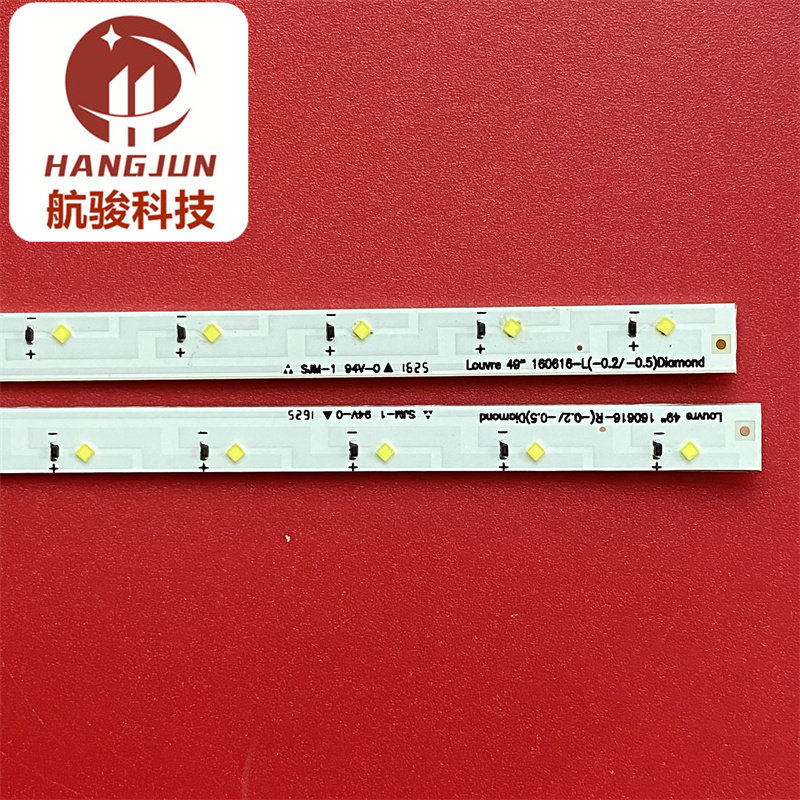 HANGJUN
航骏科技
SJM-1 94V-0 1625 Louvre 49" 160616-L(-0.2/-0.5)Diamond
Louvre 49" 160616-R(-0.2/-0.5)Diamond SJM-1 94V-0 1625